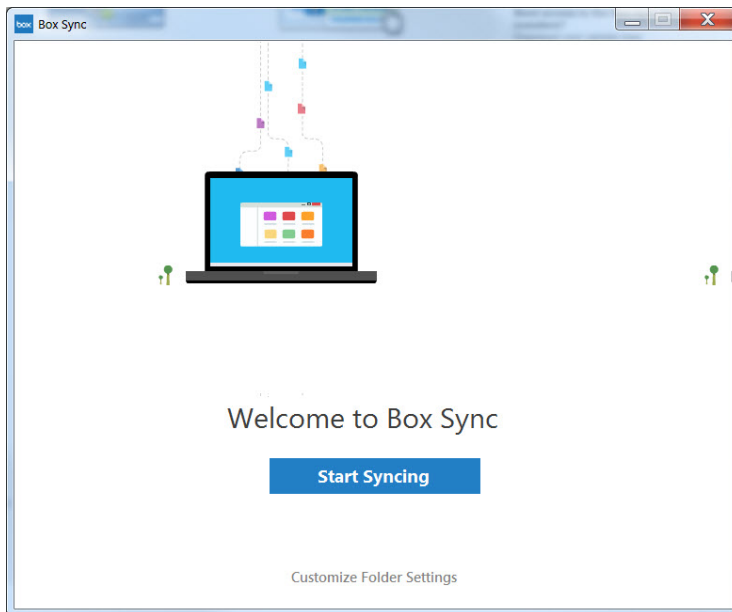 box Box Sync
Welcome to Box Sync
Start Syncing
Customize Folder Settings